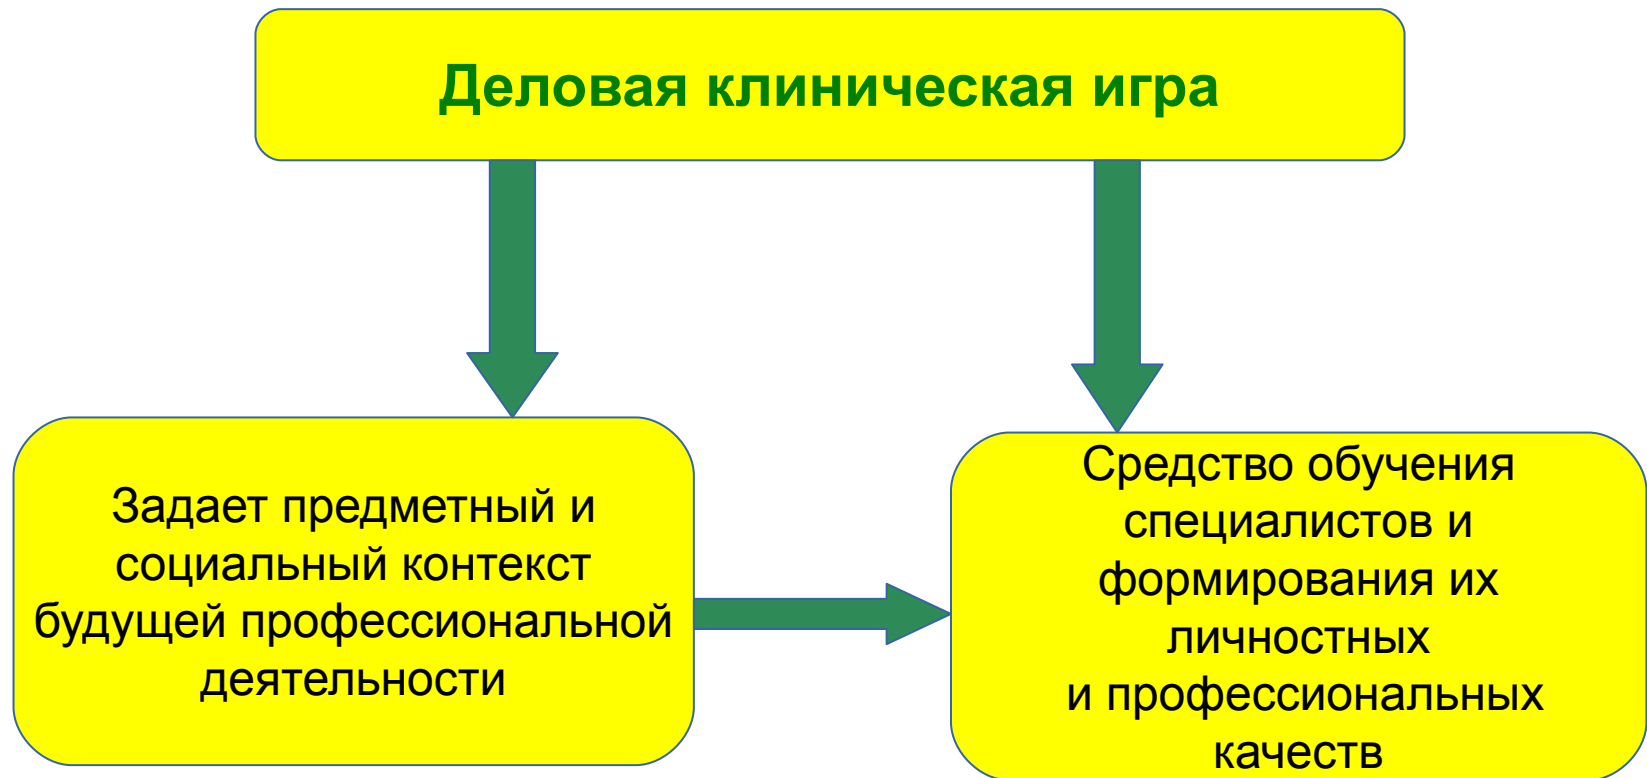 Деловая клиническая игра
Задает предметный и
социальный контекст
будущей профессиональной
деятельности
Средство обучения
специалистов и
формирования их
личностных
и профессиональных
качеств